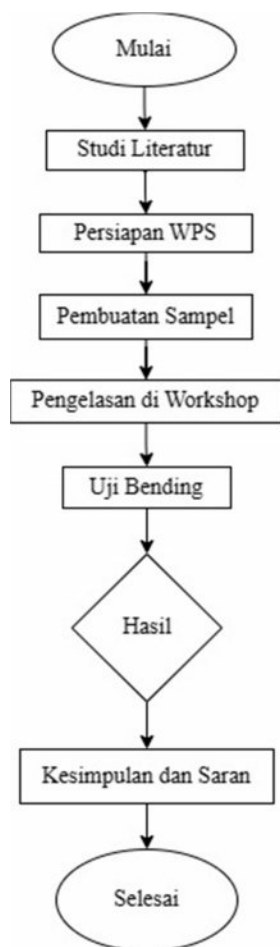 Mulai
Studi Literatur
Persiapan WPS
Pembuatan Sampel
Pengelasan di Workshop
Uji Bending
Hasil
Kesimpulan dan Saran
Selesai